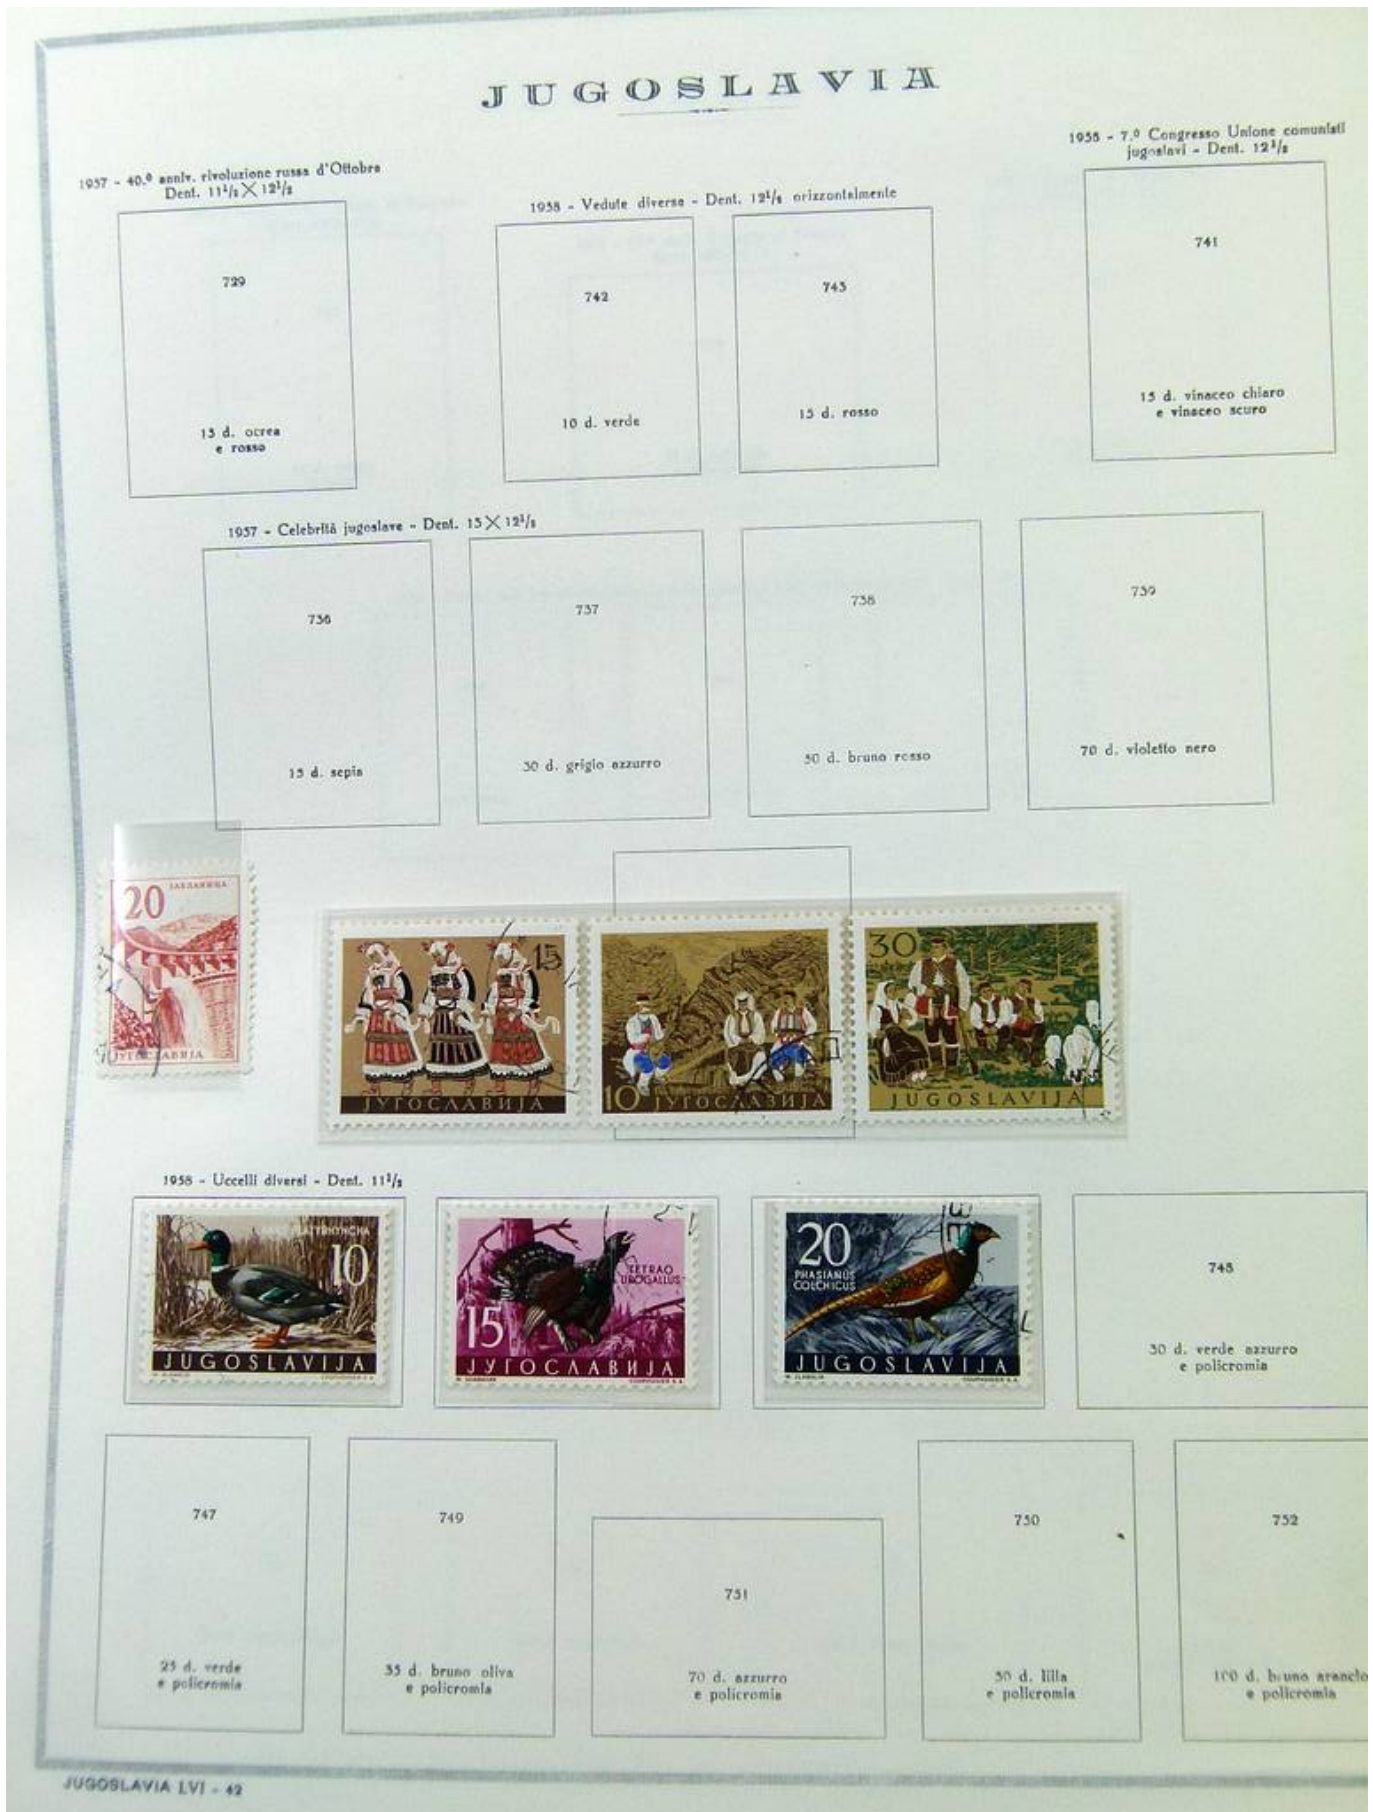 JUGOSLAVIA
1957 - 40.º anniv. rivoluzione russa d'Ottobre
Dent. 11¹/₂ X 12¹/₂
729
15 d. ocrea
e rosso
1958 - Vedute diverse - Dent. 12¹/₂ orizzontalmente
742
10 d. verde
743
15 d. rosso
1958 - 7.º Congresso Unione comunisti
jugoslavi - Dent. 12¹/₂
741
15 d. vinaceo chiaro
e vinaceo scuro
1957 - Celebrità jugoslave - Dent. 13 X 12¹/₂
736
15 d. sepia
737
30 d. grigio azzurro
738
50 d. bruno rosso
739
70 d. violetto nero
20
ЈАБЛАНИЦА
ЈУГОСЛАВИЈА
15
ЈУГОСЛАВИЈА
10 ЈУГОСЛАВИЈА
30
JUGOSLAVIJA
1958 - Uccelli diversi - Dent. 11¹/₂
10
JUGOSLAVIJA
TETRAO
UROGALLUS
15
ЈУГОСЛАВИЈА
20
PHASIANUS
COLCHICUS
JUGOSLAVIJA
748
30 d. verde azzurro
e policromia
747
25 d. verde
e policromia
749
35 d. bruno oliva
e policromia
751
70 d. azzurro
e policromia
750
50 d. lilla
e policromia
752
100 d. bruno arancio
e policromia
JUGOSLAVIA LVI - 42